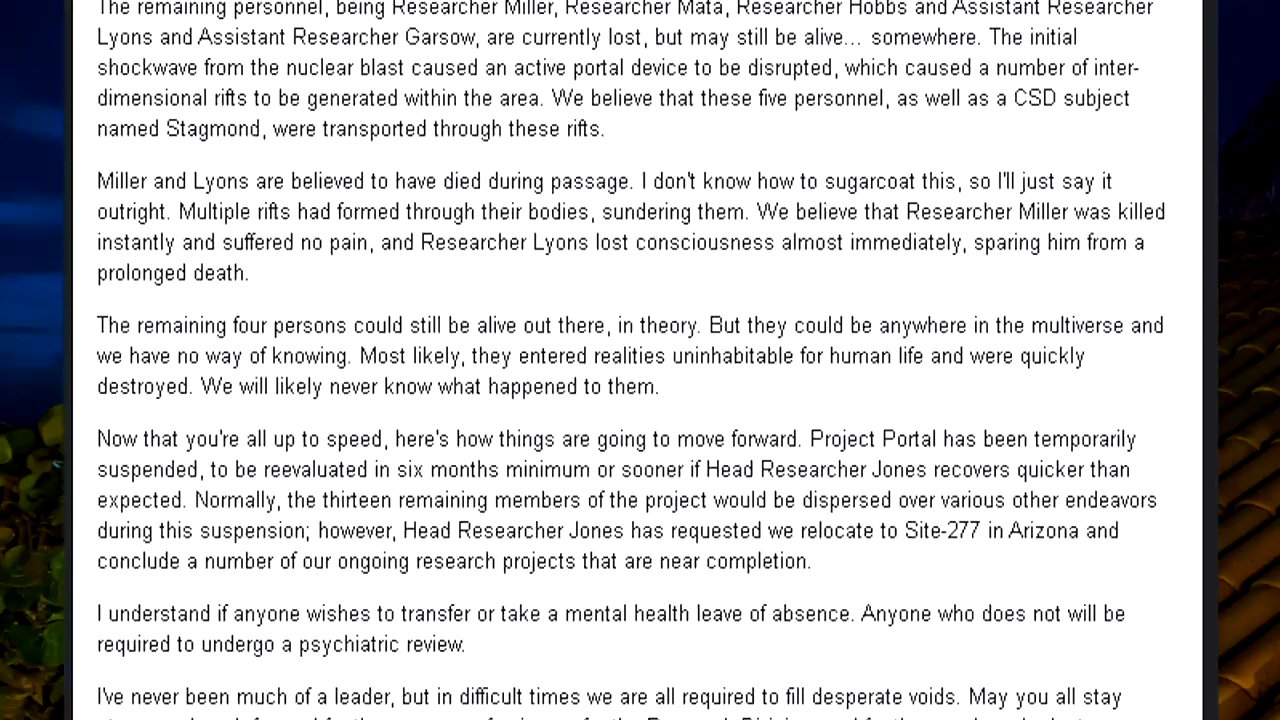 The remaining personnel, being Researcher Miller, Researcher Mata, Researcher Hobbs and Assistant Researcher
Lyons and Assistant Researcher Garsow, are currently lost, but may still be alive... somewhere. The initial
shockwave from the nuclear blast caused an active portal device to be disrupted, which caused a number of inter-
dimensional rifts to be generated within the area. We believe that these five personnel, as well as a CSD subject
named Stagmond, were transported through these rifts.
Miller and Lyons are believed to have died during passage. I don't know how to sugarcoat this, so I'll just say it
outright. Multiple rifts had formed through their bodies, sundering them. We believe that Researcher Miller was killed
instantly and suffered no pain, and Researcher Lyons lost consciousness almost immediately, sparing him from a
prolonged death.
The remaining four persons could still be alive out there, in theory. But they could be anywhere in the multiverse and
we have no way of knowing. Most likely, they entered realities uninhabitable for human life and were quickly
destroyed. We will likely never know what happened to them.
Now that you're all up to speed, here's how things are going to move forward. Project Portal has been temporarily
suspended, to be reevaluated in six months minimum or sooner if Head Researcher Jones recovers quicker than
expected. Normally, the thirteen remaining members of the project would be dispersed over various other endeavors
during this suspension; however, Head Researcher Jones has requested we relocate to Site-277 in Arizona and
conclude a number of our ongoing research projects that are near completion.
I understand if anyone wishes to transfer or take a mental health leave of absence. Anyone who does not will be
required to undergo a psychiatric review.
I've never been much of a leader, but in difficult times we are all required to fill desperate voids. May you all stay